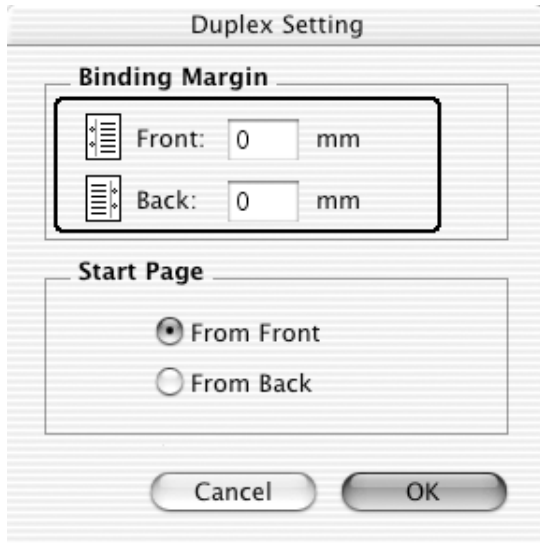 Duplex Setting
Binding Margin
Front: 0 mm
Back: 0 mm
Start Page
From Front
From Back
Cancel OK